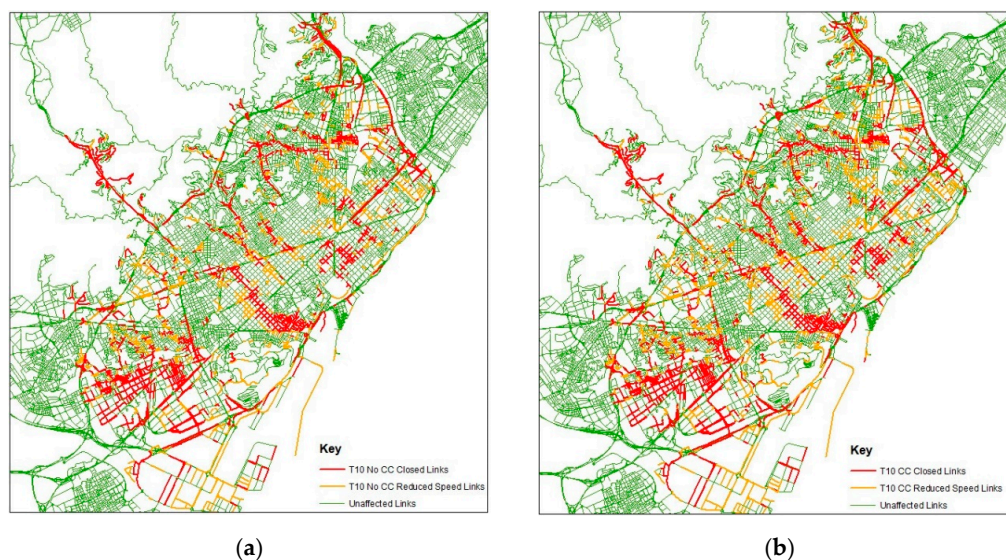 Key
T10 No CC Closed Links
T10 No CC Reduced Speed Links
Unaffected Links
(a)
Key
T10 CC Closed Links
T10 CC Reduced Speed Links
Unaffected Links
(b)